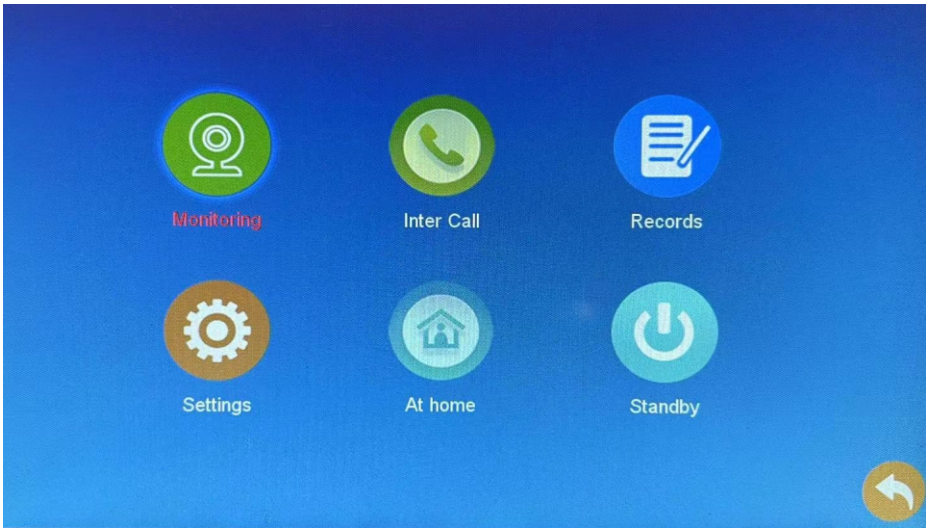 Monitoring
Inter Call
Records
Settings
At home
Standby